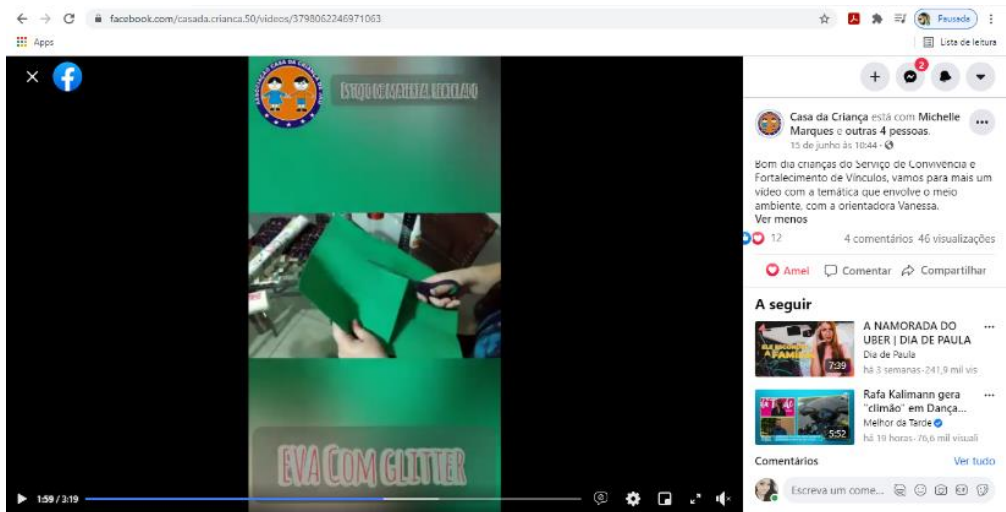 facebook.com/casada.crianca.50/videos/3798062246971063
Pausada
Apps
Lista de leitura
ASSOCIAÇÃO CASA DA CRIANÇA DE
ESTOJO DE MATERIAL RECICLADO
EVA COM GLITTER
1:59 / 3:19
2
Casa da Criança está com Michelle
Marques e outras 4 pessoas.
15 de junho às 10:44
Bom dia crianças do Serviço de Convivência e
Fortalecimento de Vínculos, vamos para mais um
vídeo com a temática que envolve o meio
ambiente, com a orientadora Vanessa.
Ver menos
12
4 comentários 46 visualizações
Amei
Comentar
Compartilhar
A seguir
7:39
A NAMORADA DO
UBER | DIA DE PAULA
Dia de Paula
há 3 semanas·241,9 mil vis
5:52
Rafa Kalimann gera
"climão" em Dança...
Melhor da Tarde
há 19 horas·76,6 mil visuali
Comentários
Ver tudo
Escreva um come...